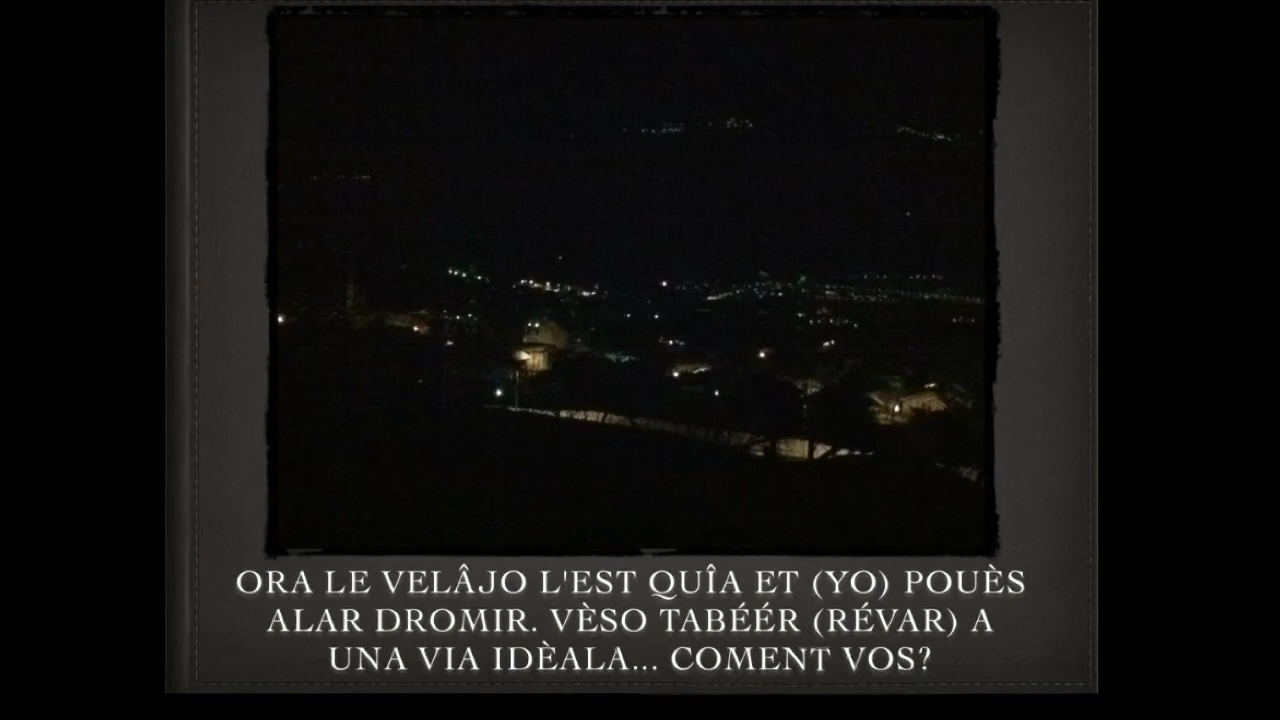 ORA LE VELÂJO L'EST QUÎA ET (YO) POUÈS
ALAR DROMIR. VÈSO TABÉÉR (RÉVAR) A
UNA VIA IDÈALA... COMENT VOS?